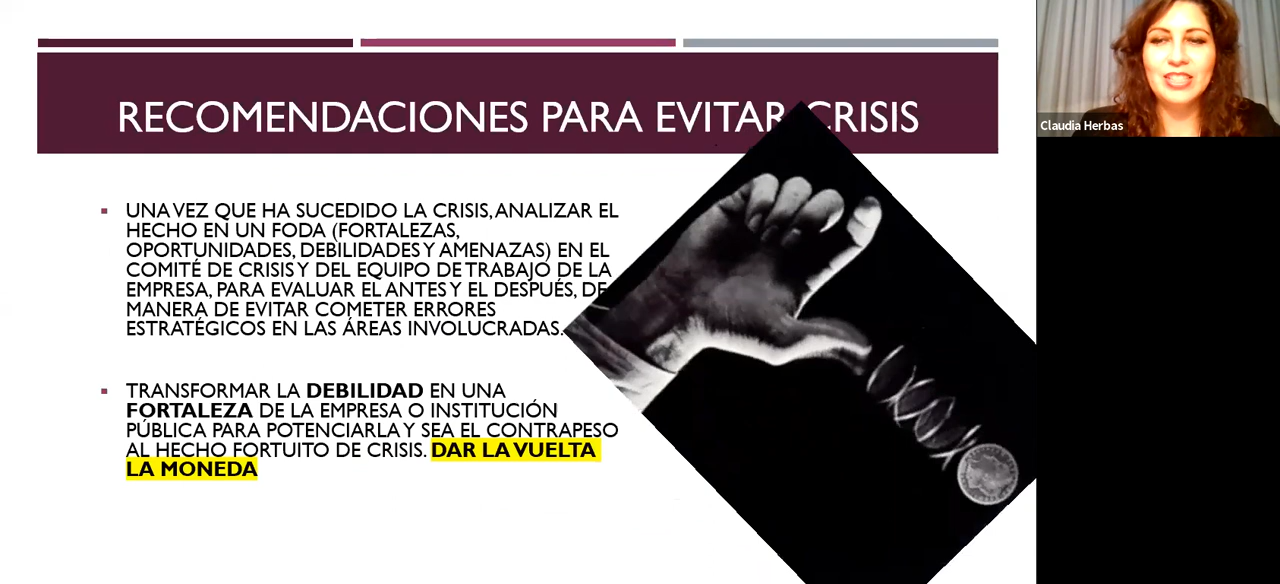 RECOMENDACIONES PARA EVITAR CRISIS
Claudia Herbas
▪ UNA VEZ QUE HA SUCEDIDO LA CRISIS, ANALIZAR EL
HECHO EN UN FODA (FORTALEZAS,
OPORTUNIDADES, DEBILIDADES Y AMENAZAS) EN EL
COMITÉ DE CRISIS Y DEL EQUIPO DE TRABAJO DE LA
EMPRESA, PARA EVALUAR EL ANTES Y EL DESPUÉS, DE
MANERA DE EVITAR COMETER ERRORES
ESTRATÉGICOS EN LAS ÁREAS INVOLUCRADAS.
▪ TRANSFORMAR LA DEBILIDAD EN UNA
FORTALEZA DE LA EMPRESA O INSTITUCIÓN
PÚBLICA PARA POTENCIARLA Y SEA EL CONTRAPESO
AL HECHO FORTUITO DE CRISIS. DAR LA VUELTA
LA MONEDA